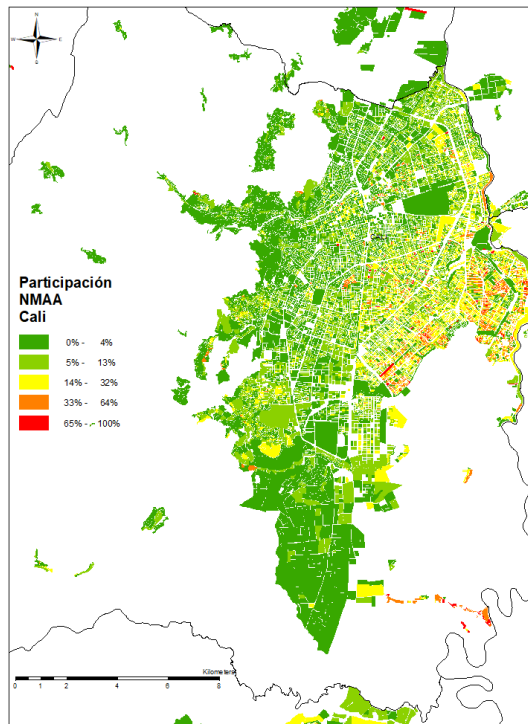 N
W E
S
Participación
NMAA
Cali
0% - 4%
5% - 13%
14% - 32%
33% - 64%
65% - 100%
Kilometers
0 1 2 4 6 8